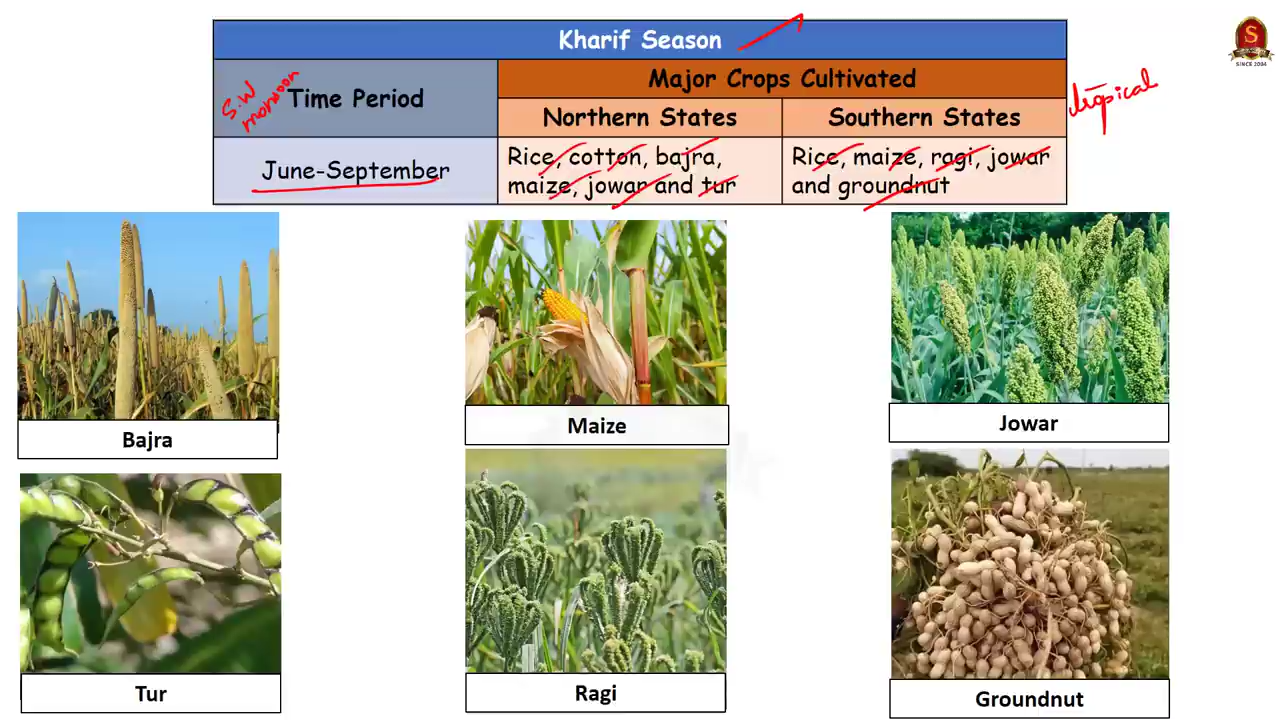 Kharif Season
S.W
monsoon
Time Period
Major Crops Cultivated
Northern States
Southern States
tropical
June-September
Rice, cotton, bajra,
maize, jowar and tur
Rice, maize, ragi, jowar
and groundnut
S
SINCE 2004
Bajra
Maize
Jowar
Tur
Ragi
Groundnut